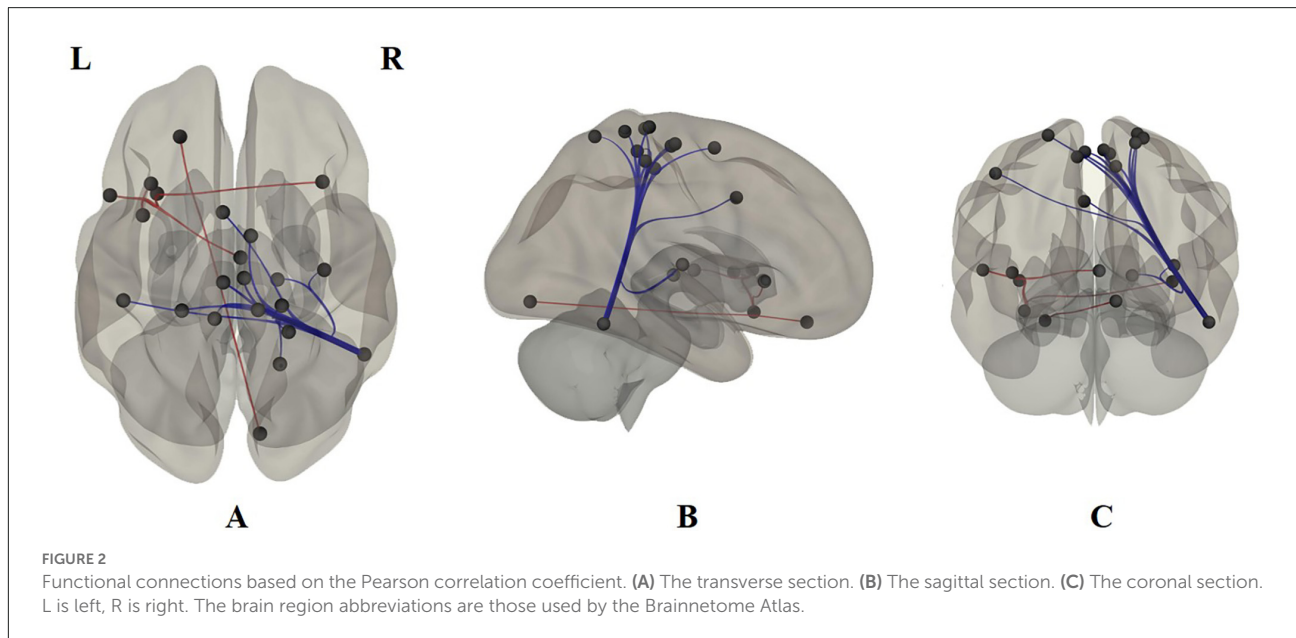 L R
A B C
FIGURE 2
Functional connections based on the Pearson correlation coefficient. (A) The transverse section. (B) The sagittal section. (C) The coronal section.
L is left, R is right. The brain region abbreviations are those used by the Brainnetome Atlas.